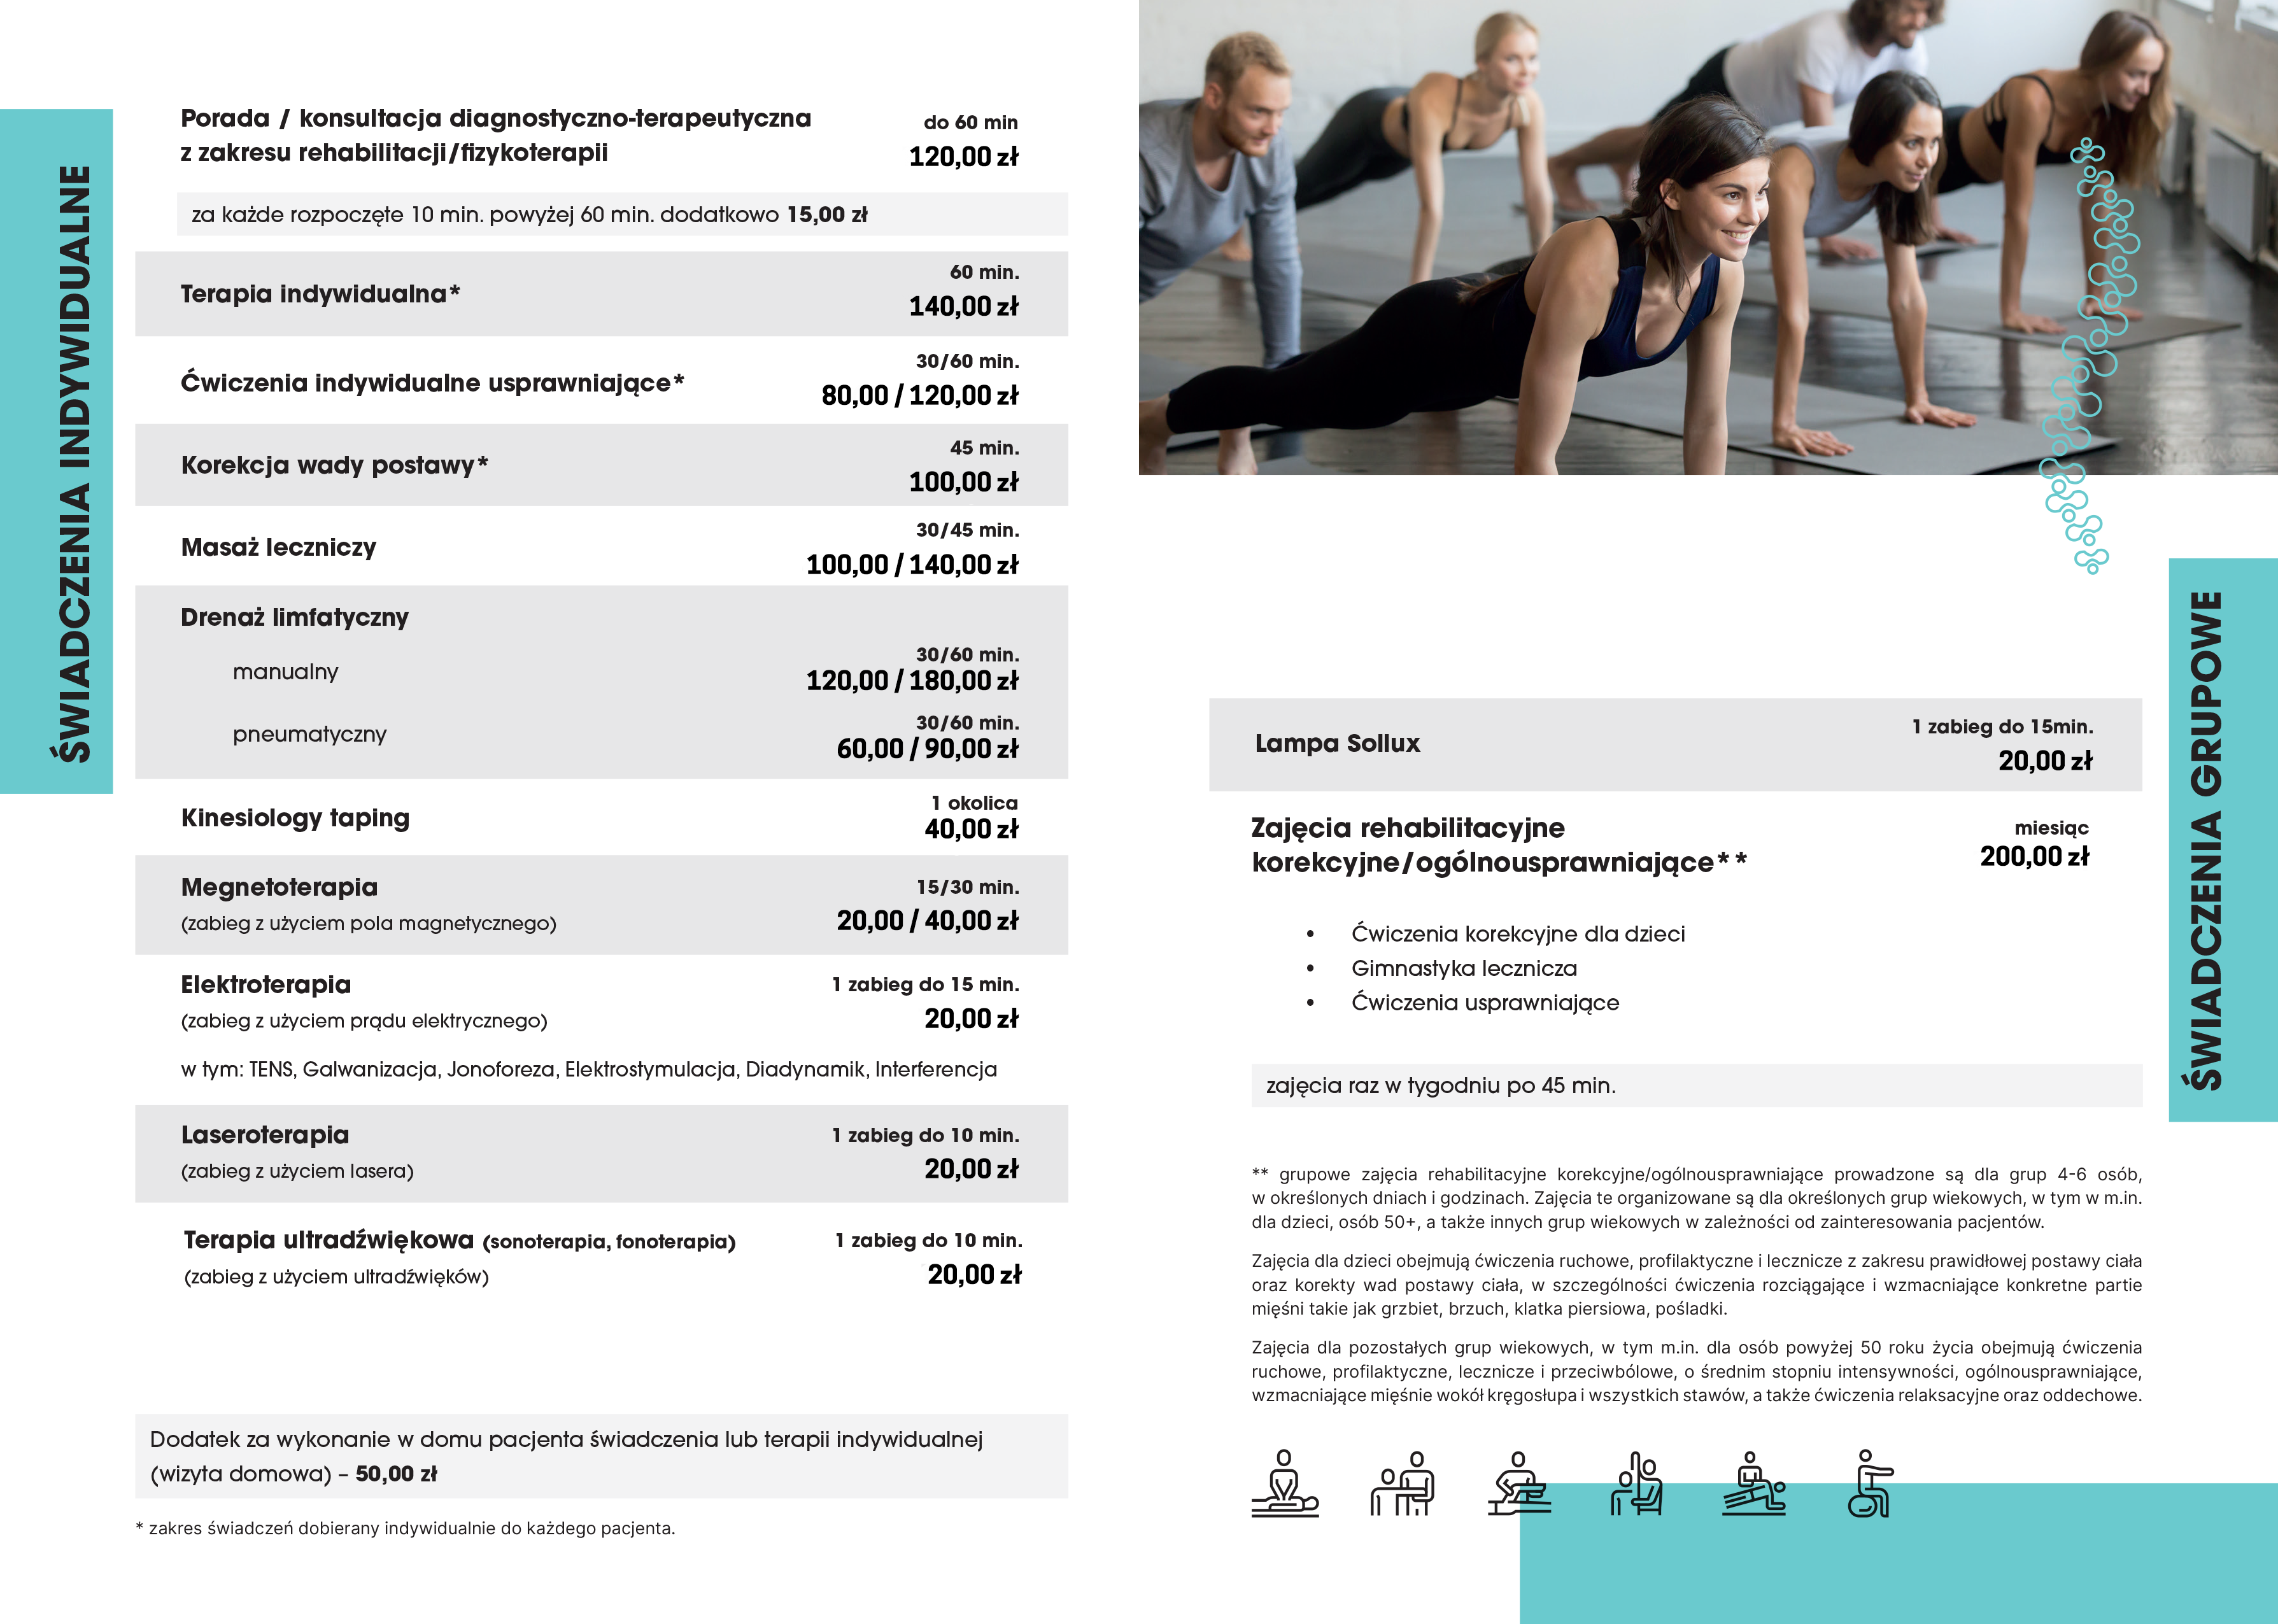 ŚWIADCZENIA INDYWIDUALNE
Porada / konsultacja diagnostyczno-terapeutyczna
z zakresu rehabilitacji/fizykoterapii
do 60 min
120,00 zł
za każde rozpoczęte 10 min. powyżej 60 min. dodatkowo 15,00 zł
Terapia indywidualna*
60 min.
140,00 zł
Ćwiczenia indywidualne usprawniające*
30/60 min.
80,00 / 120,00 zł
Korekcja wady postawy*
45 min.
100,00 zł
Masaż leczniczy
30/45 min.
100,00 / 140,00 zł
Drenaż limfatyczny
manualny
30/60 min.
120,00 / 180,00 zł
pneumatyczny
30/60 min.
60,00 / 90,00 zł
Kinesiology taping
1 okolica
40,00 zł
Megnetoterapia
(zabieg z użyciem pola magnetycznego)
15/30 min.
20,00 / 40,00 zł
Elektroterapia
(zabieg z użyciem prądu elektrycznego)
1 zabieg do 15 min.
20,00 zł
w tym: TENS, Galwanizacja, Jonoforeza, Elektrostymulacja, Diadynamik, Interferencja
Laseroterapia
(zabieg z użyciem lasera)
1 zabieg do 10 min.
20,00 zł
Terapia ultradźwiękowa (sonoterapia, fonoterapia)
(zabieg z użyciem ultradźwięków)
1 zabieg do 10 min.
20,00 zł
Dodatek za wykonanie w domu pacjenta świadczenia lub terapii indywidualnej
(wizyta domowa) – 50,00 zł
* zakres świadczeń dobierany indywidualnie do każdego pacjenta.
ŚWIADCZENIA GRUPOWE
Lampa Sollux
1 zabieg do 15min.
20,00 zł
Zajęcia rehabilitacyjne
korekcyjne/ogólnousprawniające**
miesiąc
200,00 zł
• Ćwiczenia korekcyjne dla dzieci
• Gimnastyka lecznicza
• Ćwiczenia usprawniające
zajęcia raz w tygodniu po 45 min.
** grupowe zajęcia rehabilitacyjne korekcyjne/ogólnousprawniające prowadzone są dla grup 4-6 osób,
w określonych dniach i godzinach. Zajęcia te organizowane są dla określonych grup wiekowych, w tym w m.in.
dla dzieci, osób 50+, a także innych grup wiekowych w zależności od zainteresowania pacjentów.
Zajęcia dla dzieci obejmują ćwiczenia ruchowe, profilaktyczne i lecznicze z zakresu prawidłowej postawy ciała
oraz korekty wad postawy ciała, w szczególności ćwiczenia rozciągające i wzmacniające konkretne partie
mięśni takie jak grzbiet, brzuch, klatka piersiowa, pośladki.
Zajęcia dla pozostałych grup wiekowych, w tym m.in. dla osób powyżej 50 roku życia obejmują ćwiczenia
ruchowe, profilaktyczne, lecznicze i przeciwbólowe, o średnim stopniu intensywności, ogólnousprawniające,
wzmacniające mięśnie wokół kręgosłupa i wszystkich stawów, a także ćwiczenia relaksacyjne oraz oddechowe.